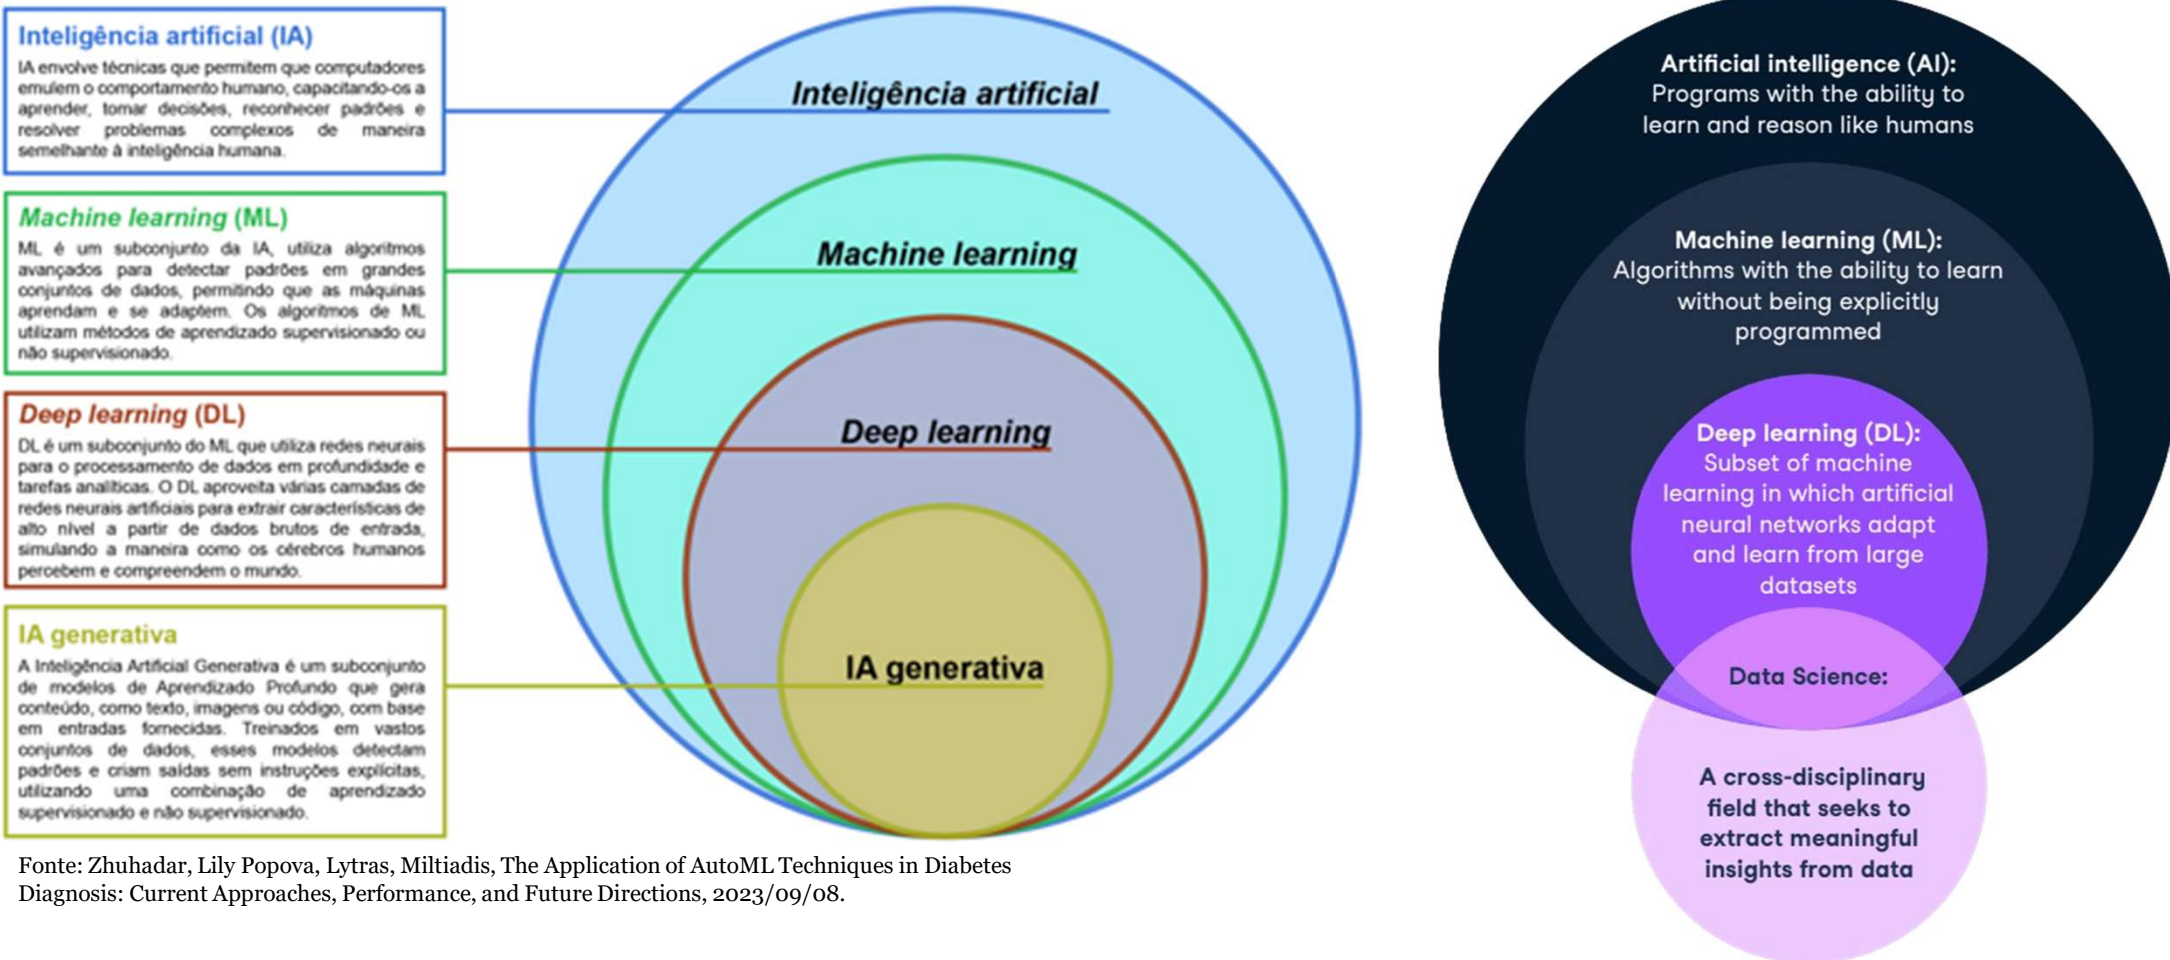 Inteligência artificial (IA)
IA envolve técnicas que permitem que computadores
emulem o comportamento humano, capacitando-os a
aprender, tomar decisões, reconhecer padrões e
resolver problemas complexos de maneira
semelhante à inteligência humana.
Machine learning (ML)
ML é um subconjunto da IA, utiliza algoritmos
avançados para detectar padrões em grandes
conjuntos de dados, permitindo que as máquinas
aprendam e se adaptem. Os algoritmos de ML
utilizam métodos de aprendizado supervisionado ou
não supervisionado.
Deep learning (DL)
DL é um subconjunto do ML que utiliza redes neurais
para o processamento de dados em profundidade e
tarefas analíticas. O DL aproveita várias camadas de
redes neurais artificiais para extrair características de
alto nível a partir de dados brutos de entrada,
simulando a maneira como os cérebros humanos
percebem e compreendem o mundo.
IA generativa
A Inteligência Artificial Generativa é um subconjunto
de modelos de Aprendizado Profundo que gera
conteúdo, como texto, imagens ou código, com base
em entradas fornecidas. Treinados em vastos
conjuntos de dados, esses modelos detectam
padrões e criam saídas sem instruções explícitas,
utilizando uma combinação de aprendizado
supervisionado e não supervisionado.
Inteligência artificial
Machine learning
Deep learning
IA generativa
Fonte: Zhuhadar, Lily Popova, Lytras, Miltiadis, The Application of AutoML Techniques in Diabetes
Diagnosis: Current Approaches, Performance, and Future Directions, 2023/09/08.
Artificial intelligence (AI):
Programs with the ability to
learn and reason like humans
Machine learning (ML):
Algorithms with the ability to learn
without being explicitly
programmed
Deep learning (DL):
Subset of machine
learning in which artificial
neural networks adapt
and learn from large
datasets
Data Science:
A cross-disciplinary
field that seeks to
extract meaningful
insights from data